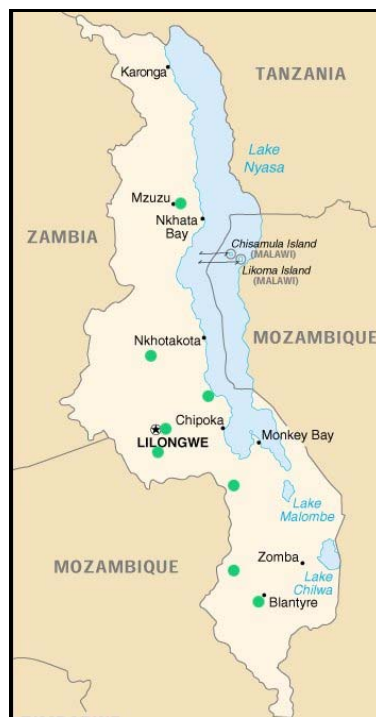 Karonga
TANZANIA
Lake
Nyasa
Mzuzu
Nkhata
Bay
ZAMBIA
Chisamula Island
(MALAWI)
Likoma Island
(MALAWI)
Nkhotakota
MOZAMBIQUE
Chipoka
LILONGWE
Monkey Bay
Lake
Malombe
Zomba
MOZAMBIQUE
Lake
Chilwa
Blantyre